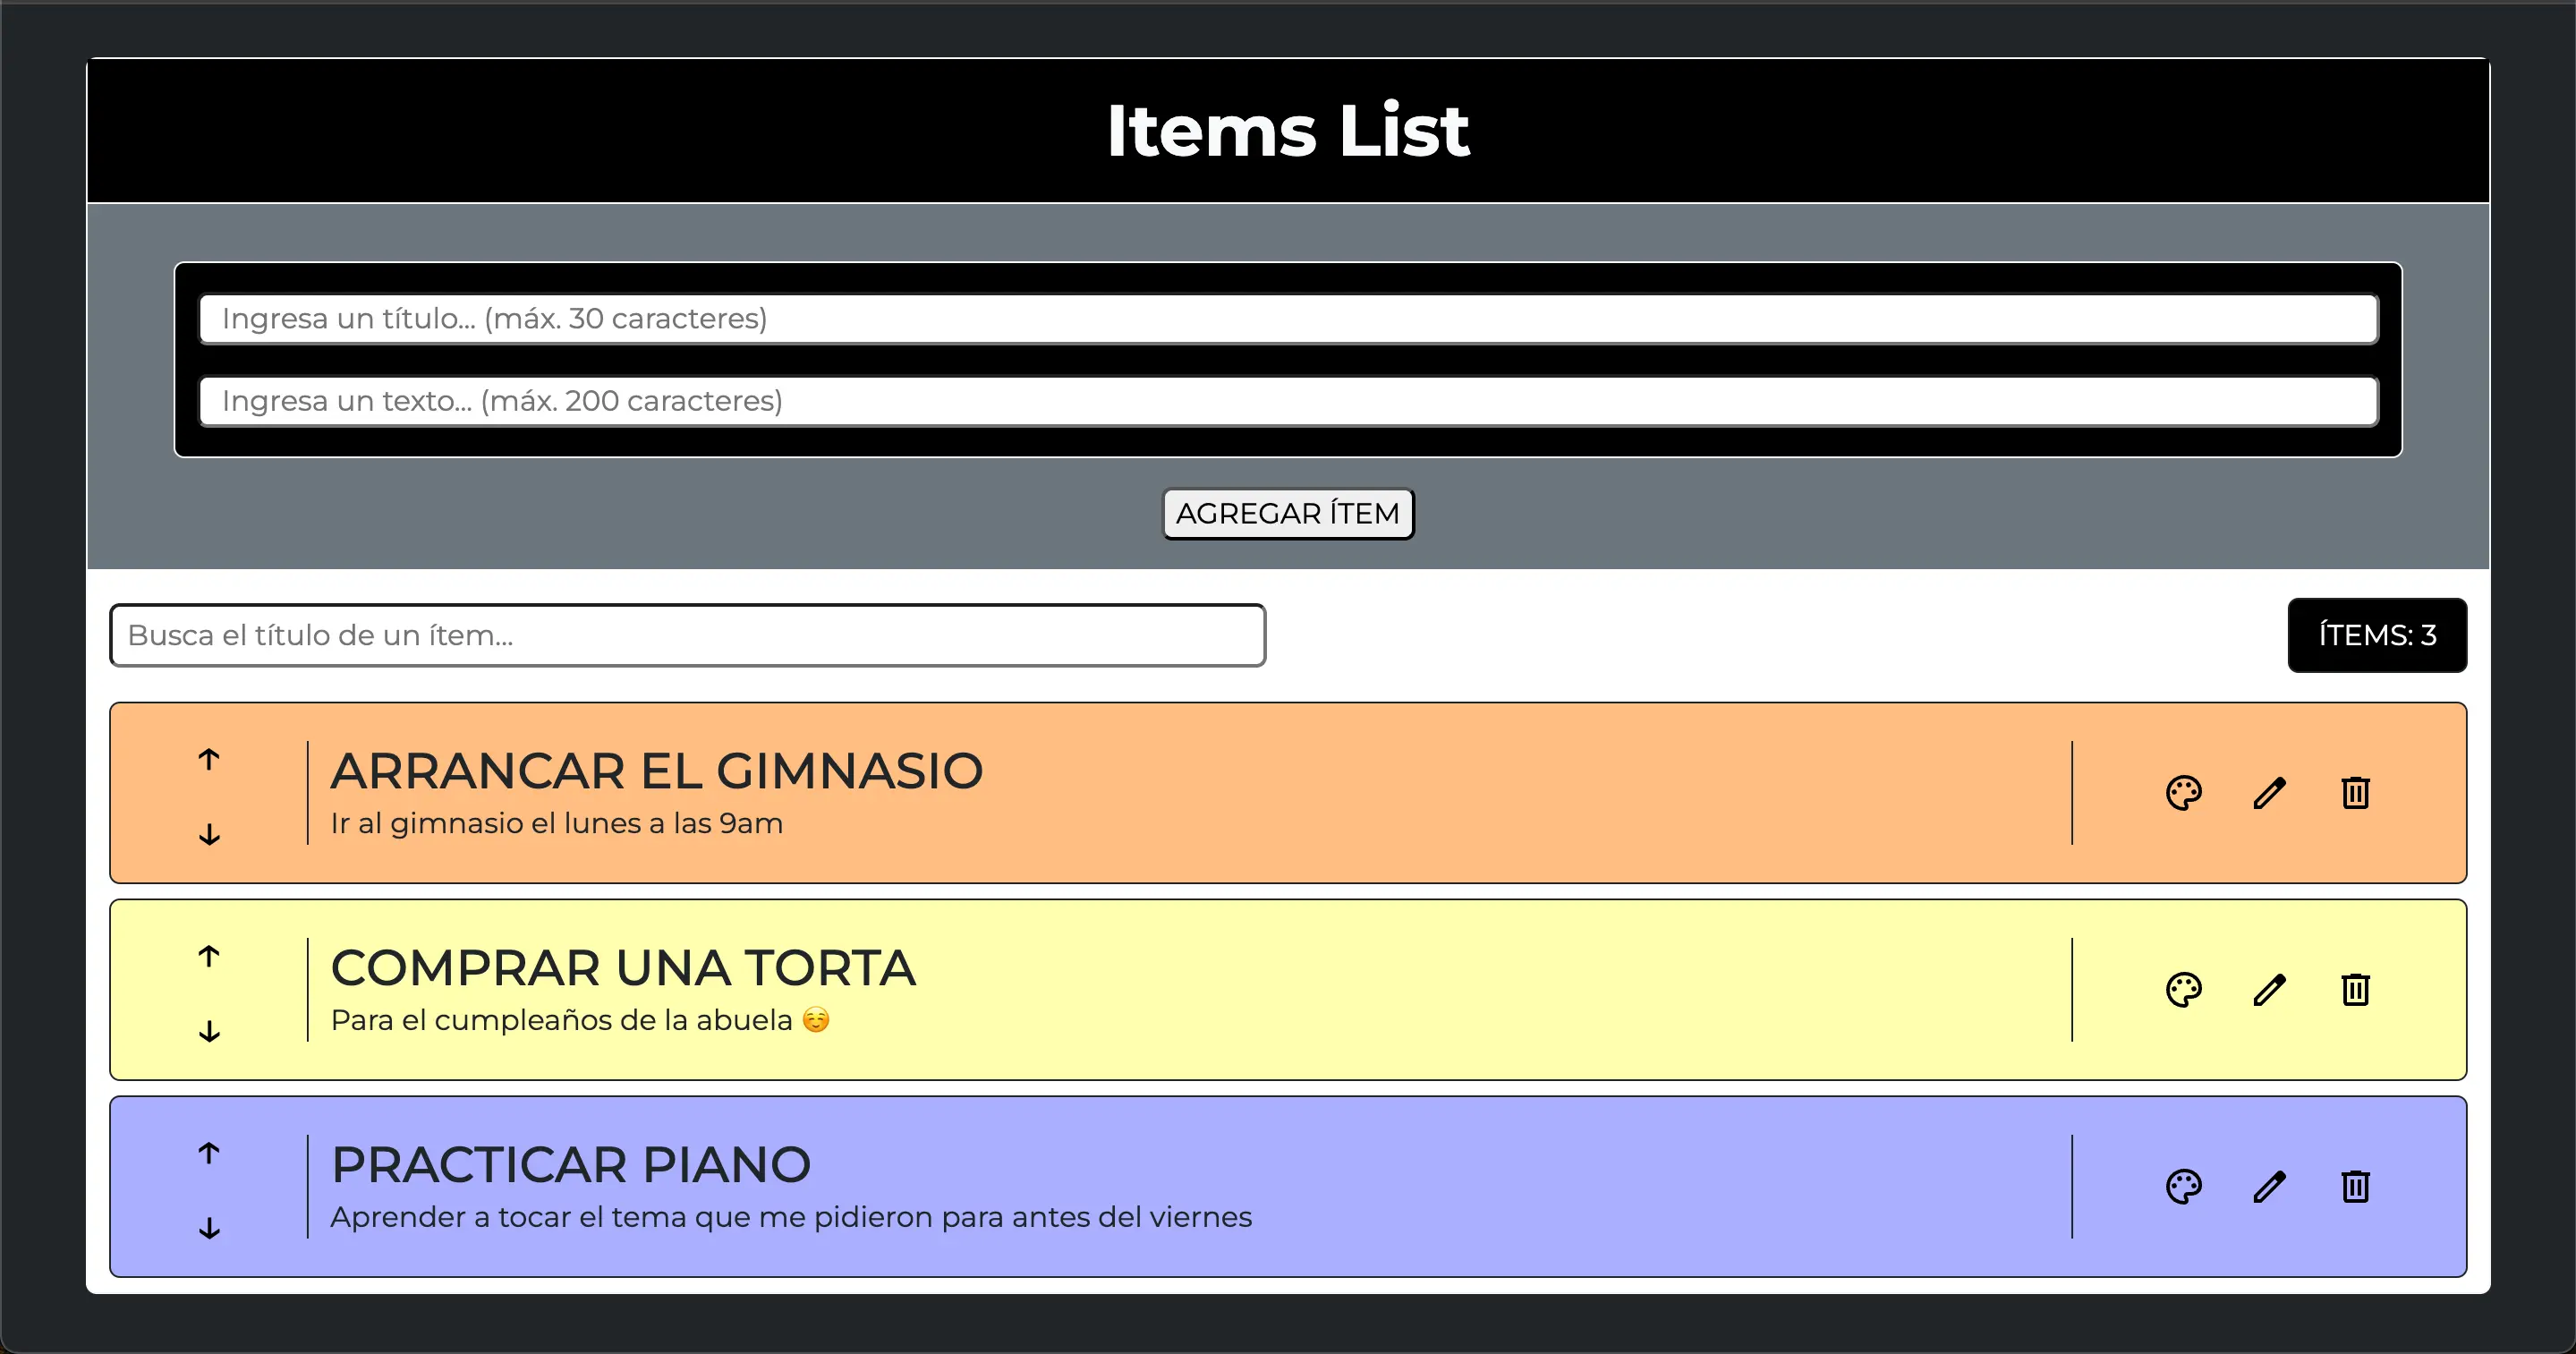 Items List
Ingresa un título... (máx. 30 caracteres)
Ingresa un texto... (máx. 200 caracteres)
AGREGAR ÍTEM
Busca el título de un ítem...
ÍTEMS: 3
ARRANCAR EL GIMNASIO
Ir al gimnasio el lunes a las 9am
COMPRAR UNA TORTA
Para el cumpleaños de la abuela ☺️
PRACTICAR PIANO
Aprender a tocar el tema que me pidieron para antes del viernes